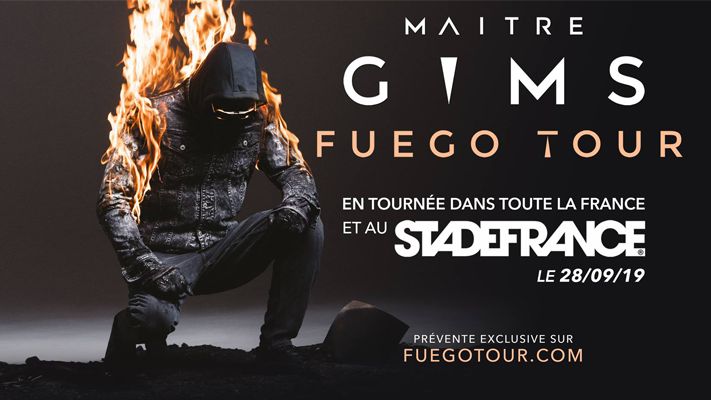 MAITRE
GIMS
FUEGO TOUR
EN TOURNÉE DANS TOUTE LA FRANCE
ET AU STADEFRANCE®
LE 28/09/19
PRÉVENTE EXCLUSIVE SUR
FUEGOTOUR.COM